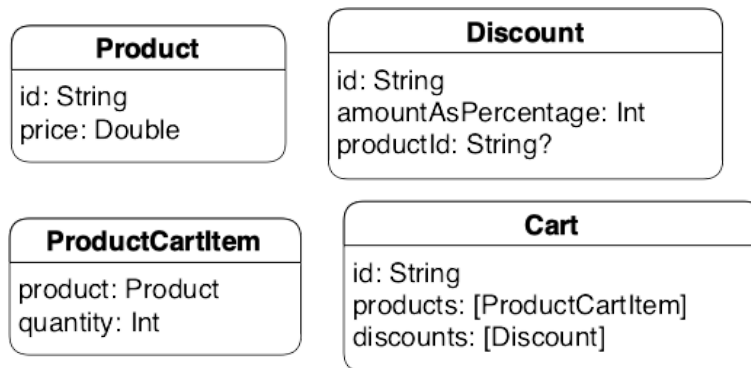 Product
id: String
price: Double
Discount
id: String
amountAsPercentage: Int
productId: String?
ProductCartItem
product: Product
quantity: Int
Cart
id: String
products: [ProductCartItem]
discounts: [Discount]